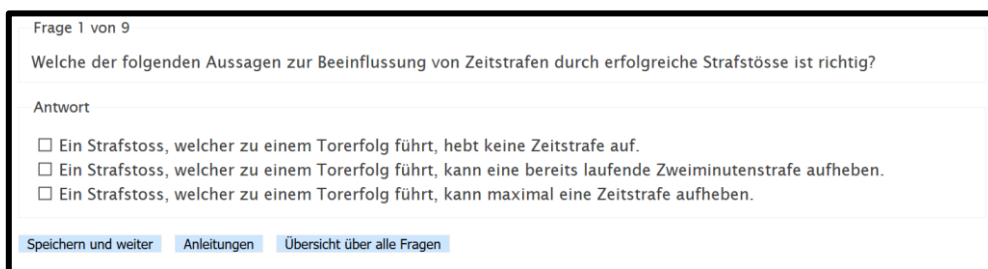 Frage 1 von 9
Welche der folgenden Aussagen zur Beeinflussung von Zeitstrafen durch erfolgreiche Strafstösse ist richtig?
Antwort
Ein Strafstoss, welcher zu einem Torerfolg führt, hebt keine Zeitstrafe auf.
Ein Strafstoss, welcher zu einem Torerfolg führt, kann eine bereits laufende Zweiminutenstrafe aufheben.
Ein Strafstoss, welcher zu einem Torerfolg führt, kann maximal eine Zeitstrafe aufheben.
Speichern und weiter Anleitungen Übersicht über alle Fragen